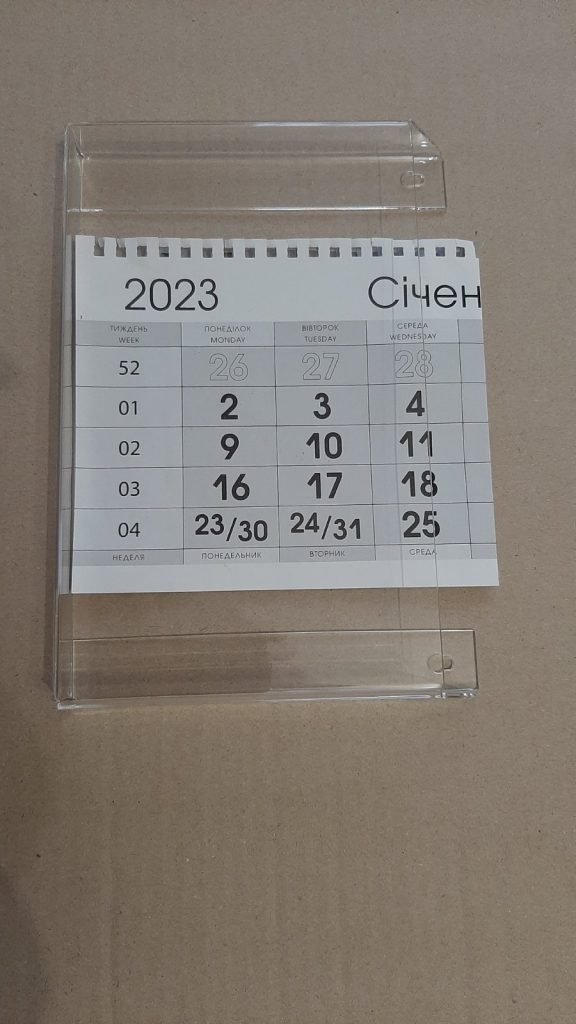 2023 Січен
ТИЖДЕНЬ ПОНЕДІЛОК ВІВТОРОК СЕРЕДА
WEEK MONDAY TUESDAY WEDNESDAY
52 26 27 28
01 2 3 4
02 9 10 11
03 16 17 18
04 23/30 24/31 25
НЕДЕЛЯ ПОНЕДЕЛЬНИК ВТОРНИК СРЕДА